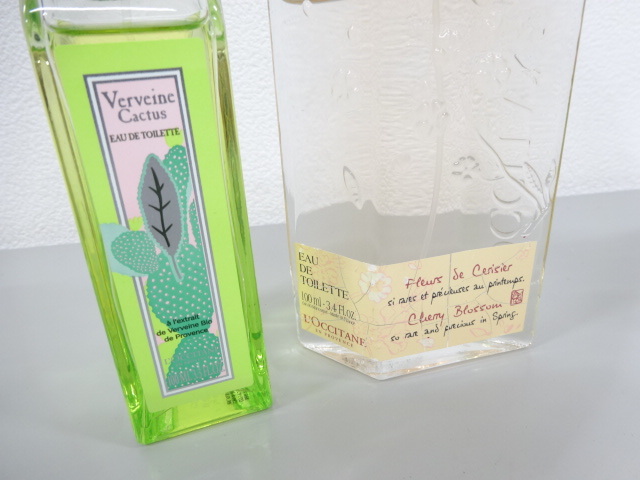 Verveine
Cactus
EAU DE TOILETTE
à l'extrait
de Verveine Bio
de Provence
EAU
DE
TOILETTE
100 ml - 3.4 Fl.oz.
L'OCCITANE
EN PROVENCE
Fleurs de Cerisier
si rares et précieuses au printemps.
Cherry Blossom
so rare and precious in Spring.